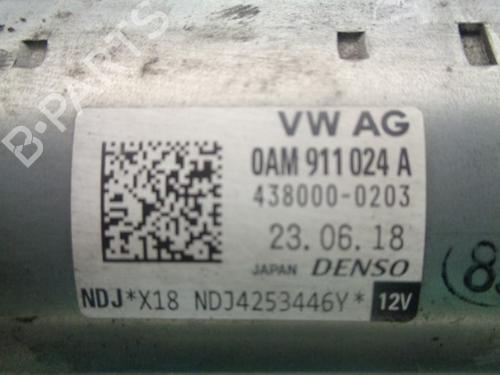 B-PARTS
VW AG
0AM 911 024 A
438000-0203
23.06.18
JAPAN DENSO
NDJ*X18 NDJ4253446Y* 12V